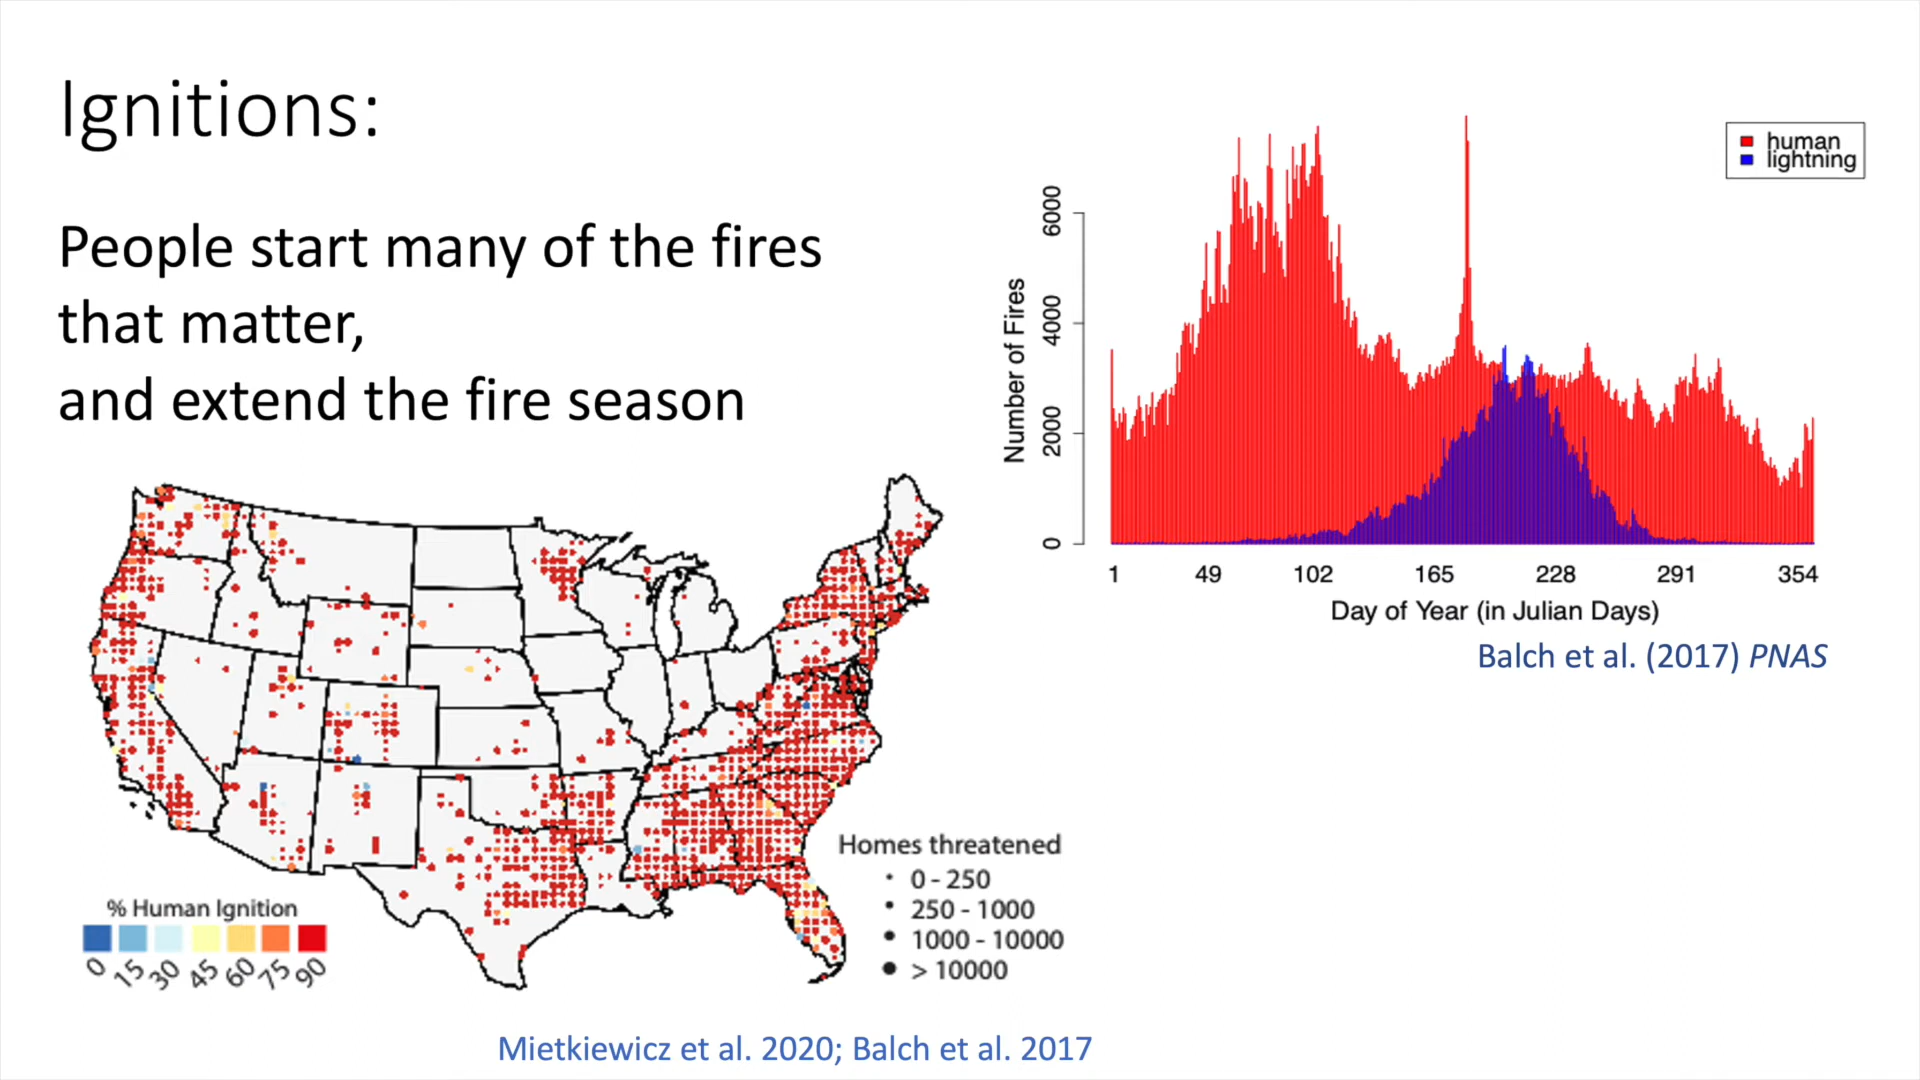 Ignitions:
People start many of the fires
that matter,
and extend the fire season
human
lightning
Number of Fires
6000
4000
2000
0
1 49 102 165 228 291 354
Day of Year (in Julian Days)
Balch et al. (2017) PNAS
Homes threatened
0 - 250
250 - 1000
1000 - 10000
> 10000
% Human Ignition
0 15 30 45 60 75 90
Mietkiewicz et al. 2020; Balch et al. 2017